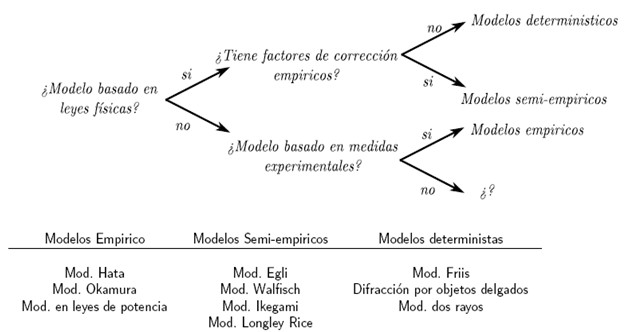 no
Modelos deterministicos
¿Tiene factores de corrección
empiricos?
si
si
¿Modelo basado en
leyes físicas?
Modelos semi-empiricos
no
si
Modelos empiricos
¿Modelo basado en medidas
experimentales?
no
¿?
Modelos Empirico Modelos Semi-empiricos Modelos deterministas
Mod. Hata Mod. Egli Mod. Friis
Mod. Okamura Mod. Walfisch Difracción por objetos delgados
Mod. en leyes de potencia Mod. Ikegami Mod. dos rayos
Mod. Longley Rice